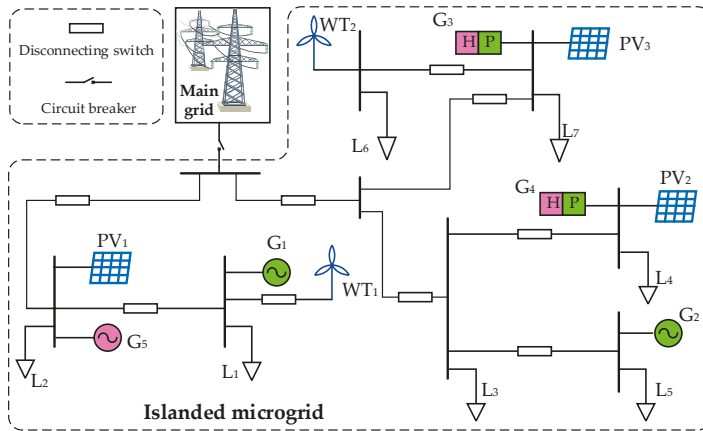 Disconnecting switch
Circuit breaker
Main
grid
WT2
G3
H P
PV3
L6
L7
G4
H P
PV2
L4
PV1
G1
WT1
G5
L2
L1
G2
L3
L5
Islanded microgrid